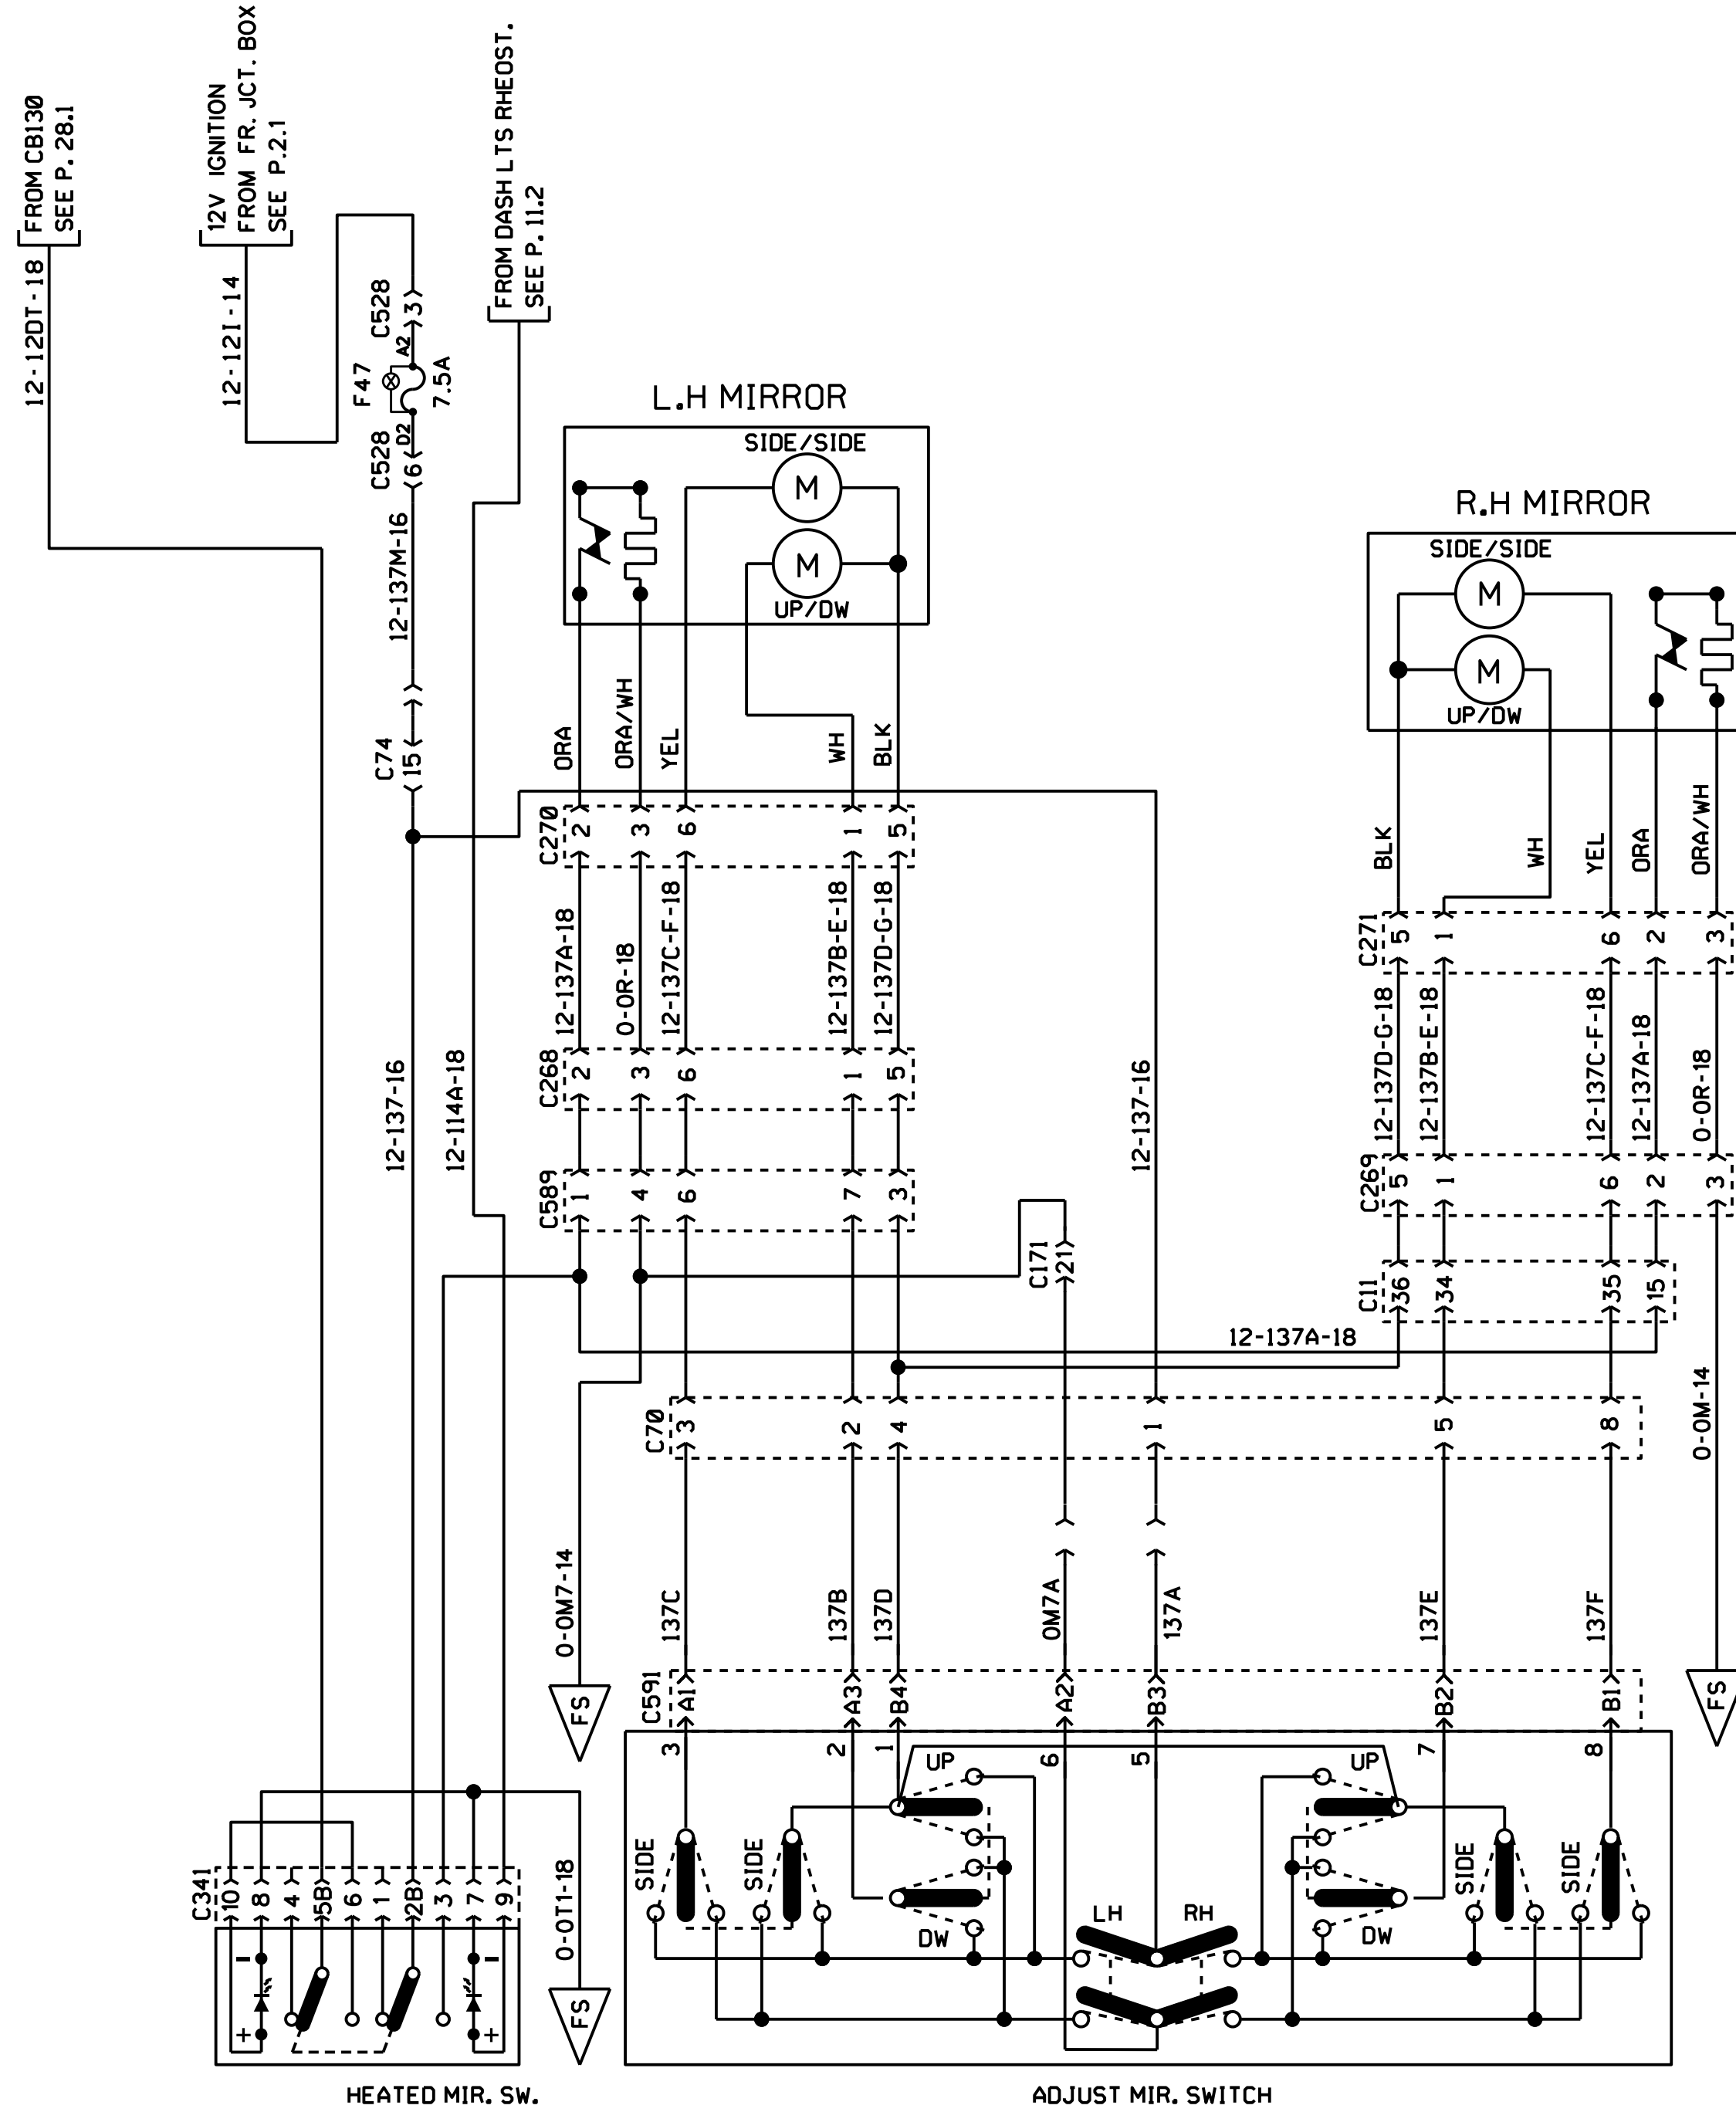 FROM CB130
SEE P. 28.1
12V IGNITION
FROM FR. JCT. BOX
SEE P.2.1
FROM DASH LTS RHEOST.
SEE P. 11.2
12-12DT-18
12-12I-14
C528
3
A2
F47
7.5A
D2
C528
6
12-137M-16
C74
15
L.H MIRROR
SIDE/SIDE
M
M
UP/DW
R.H MIRROR
SIDE/SIDE
M
M
UP/DW
ORA
ORA/WH
YEL
WH
BLK
BLK
WH
YEL
ORA
ORA/WH
C270
2
3
6
1
5
C271
5
1
6
2
3
12-137A-18
0-OR-18
12-137C-F-18
12-137B-E-18
12-137D-G-18
12-137D-G-18
12-137B-E-18
12-137C-F-18
12-137A-18
0-OR-18
12-137-16
12-114A-18
12-137-16
C268
2
3
6
1
5
C269
5
1
6
2
3
C589
1
4
6
7
3
C171
21
C11
36
34
35
15
12-137A-18
C70
3
2
4
1
5
8
0-0M-14
0-0M7-14
137C
137B
137D
0M7A
137A
137E
137F
C591
A1
A3
B4
A2
B3
B2
B1
FS
FS
3
2
1
6
5
7
8
UP
UP
SIDE
SIDE
SIDE
SIDE
DW
DW
LH
RH
C341
10
8
4
5B
6
1
2B
3
7
9
0-0T1-18
FS
-
-
+
+
HEATED MIR. SW.
ADJUST MIR. SWITCH